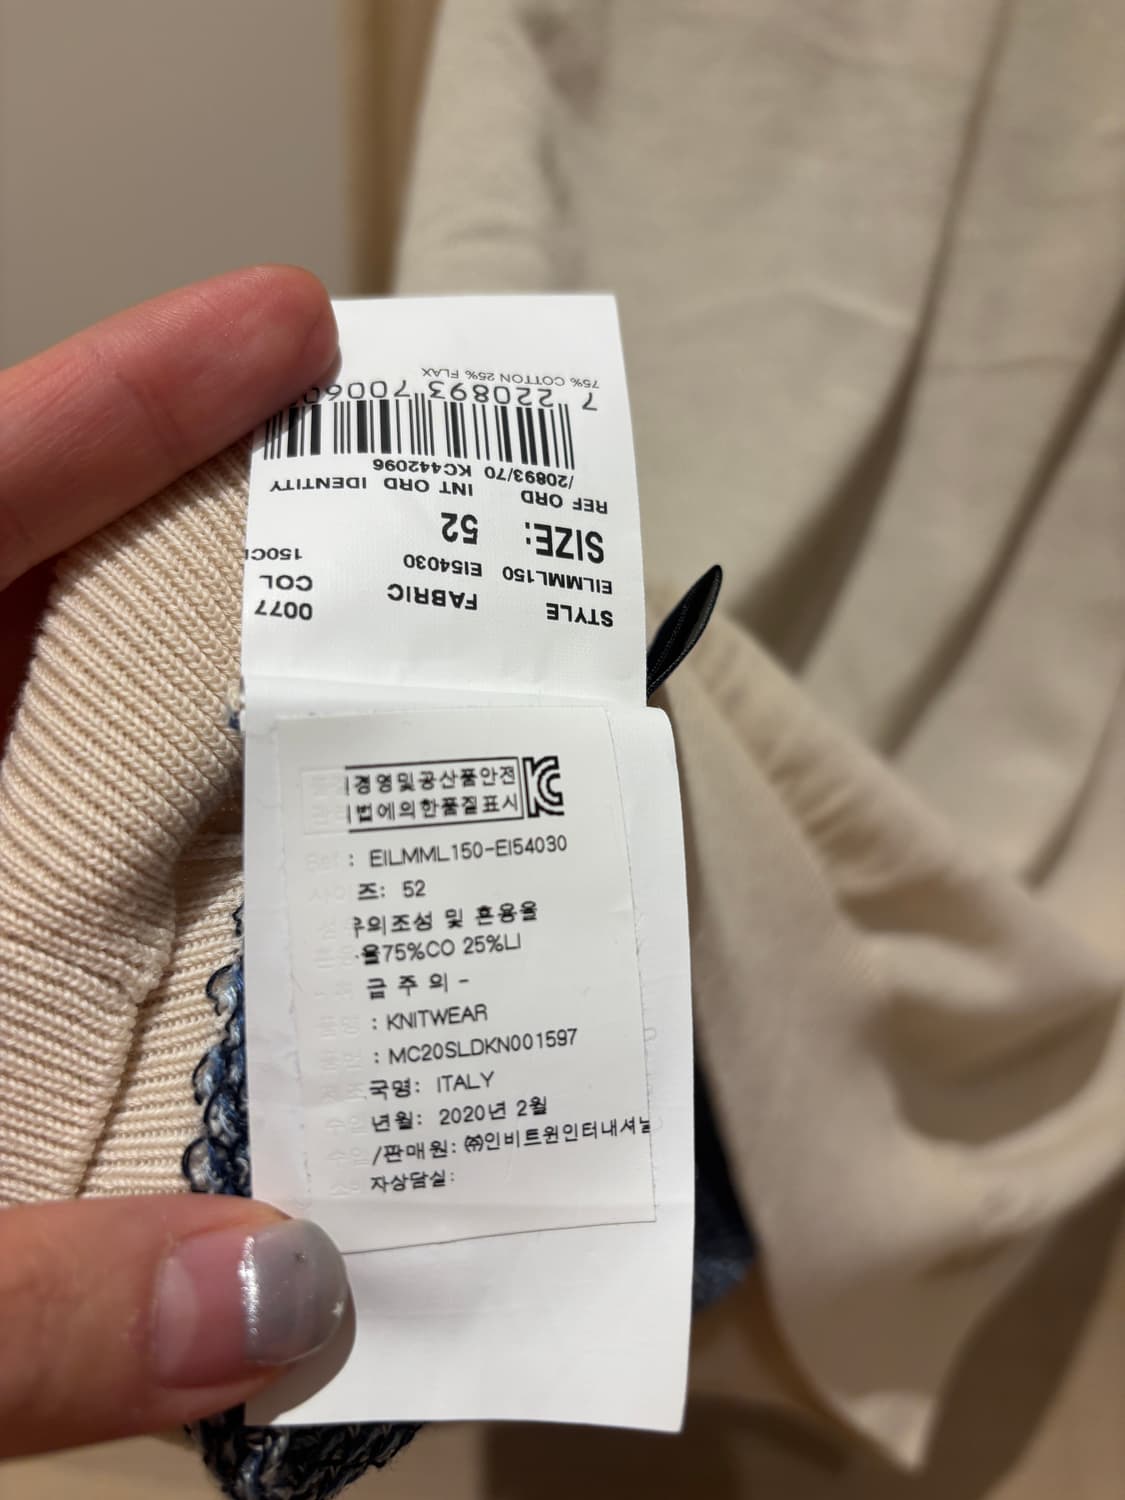 0077
STYLE FABRIC COL
EILMML150 EI54030
SIZE: 52
REF ORD INT ORD IDENTITY
/20893/70 KC442096
7 220893
75% COTTON 25% FLAX
경영및공산품안전
법에의한품질표시
: EILMML150-EI54030
즈: 52
의조성 및 혼용율
율75%CO 25%LI
급 주 의 -
: KNITWEAR
: MC20SLDKN001597
국명: ITALY
년월: 2020년 2월
/판매원: ㈜인비트윈인터내셔널
자상담실: